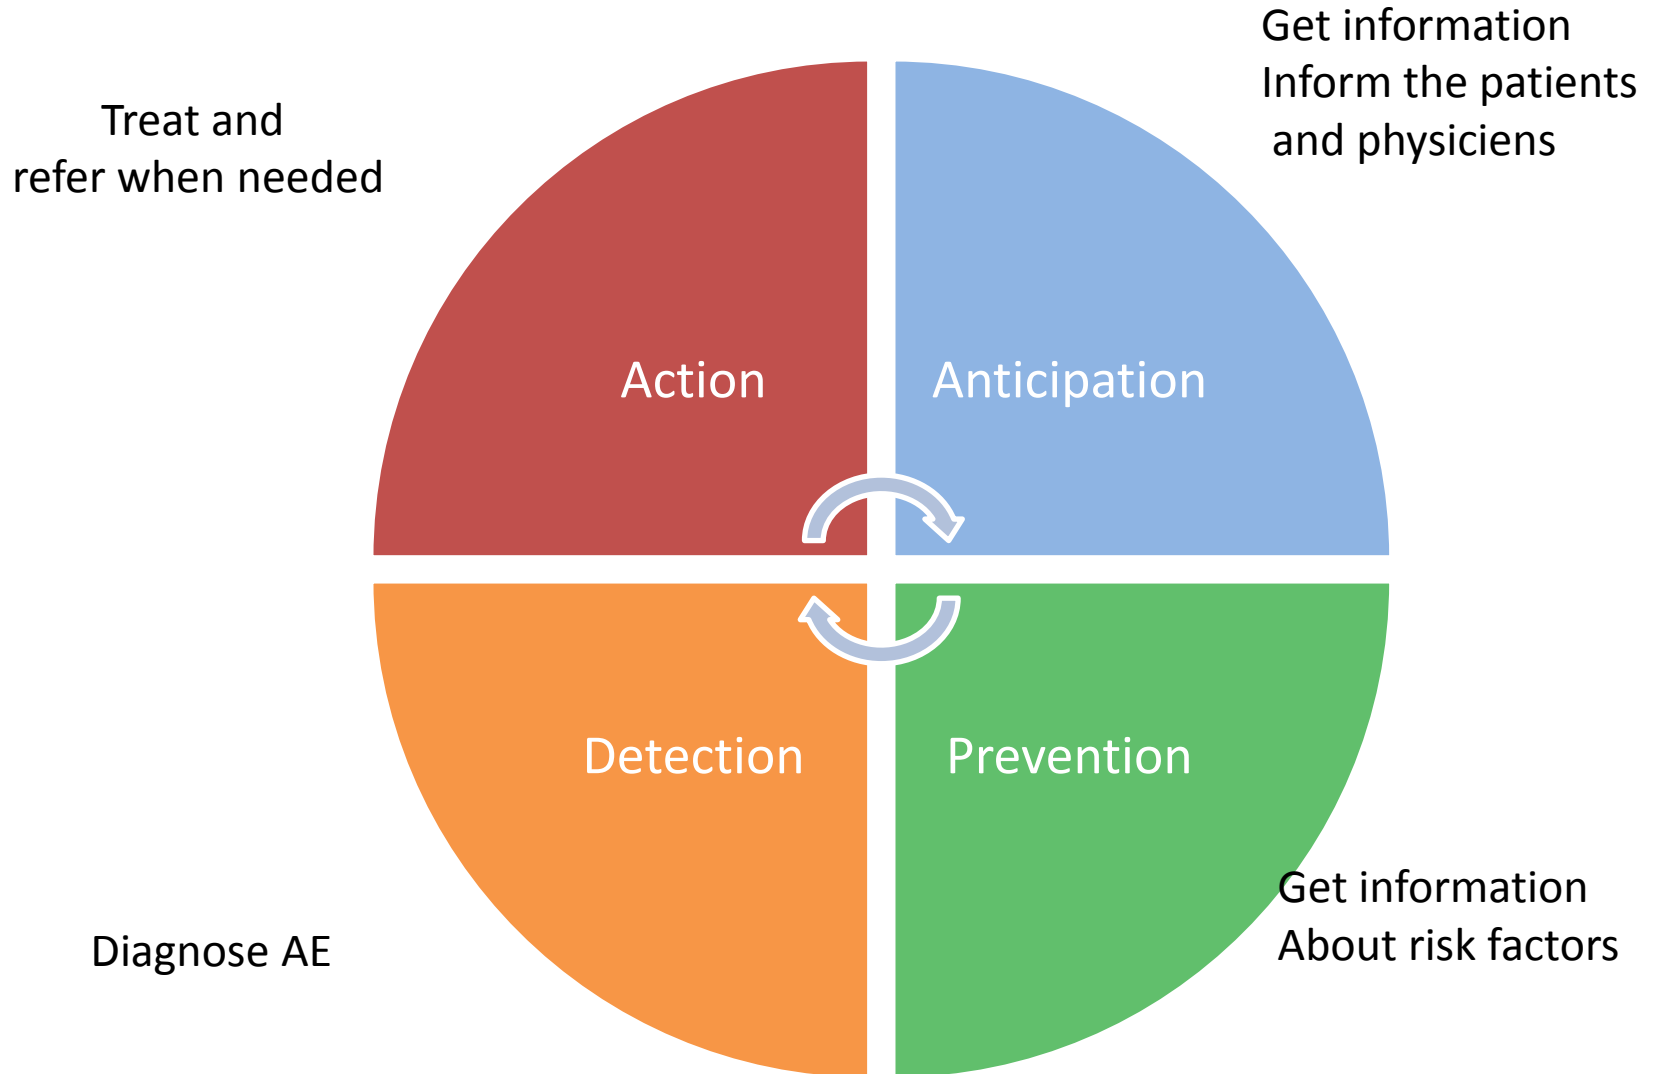 Get information
Inform the patients
and physiciens
Treat and
refer when needed
Action
Anticipation
Detection
Prevention
Get information
About risk factors
Diagnose AE